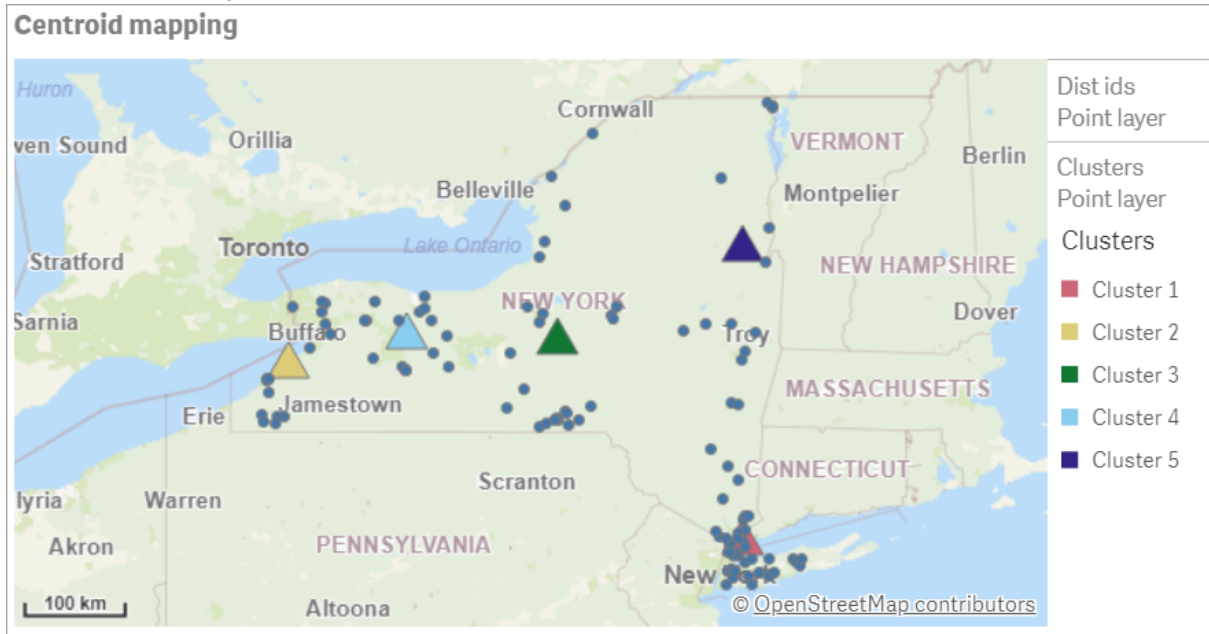 Centroid mapping
Huron
Cornwall
Dist ids
Point layer
ven Sound
Orillia
VERMONT
Berlin
Clusters
Point layer
Belleville
Montpelier
Clusters
Toronto
Lake Ontario
Stratford
NEW HAMPSHIRE
Cluster 1
NEW YORK
Sarnia
Buffalo
Troy
Dover
Cluster 2
Cluster 3
MASSACHUSETTS
Jamestown
Erie
Cluster 4
Cluster 5
CONNECTICUT
Scranton
lyria
Warren
Akron
PENNSYLVANIA
New York
100 km
Altoona
© OpenStreetMap contributors